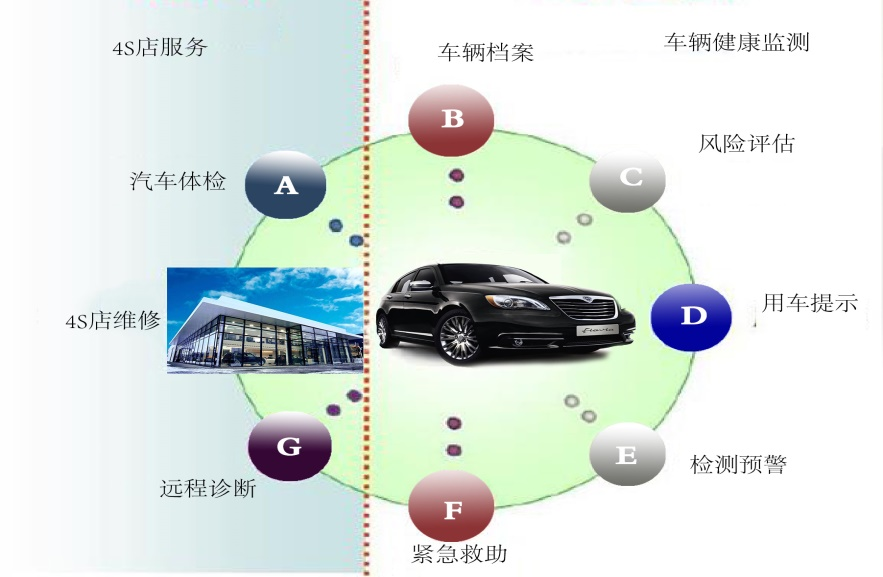 4S店服务
车辆档案
车辆健康监测
B
风险评估
C
汽车体检
A
用车提示
D
4S店维修
Flavia
G
E
检测预警
远程诊断
F
紧急救助